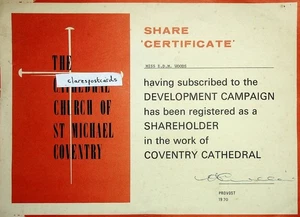 SHARE
'CERTIFICATE'
THE
clarespostcards
CATHEDRAL
CHURCH OF
ST MICHAEL
COVENTRY
MISS
having subscribed to the
DEVELOPMENT CAMPAIGN
has been registered as a
SHAREHOLDER
in the work of
COVENTRY CATHEDRAL
PROVOST